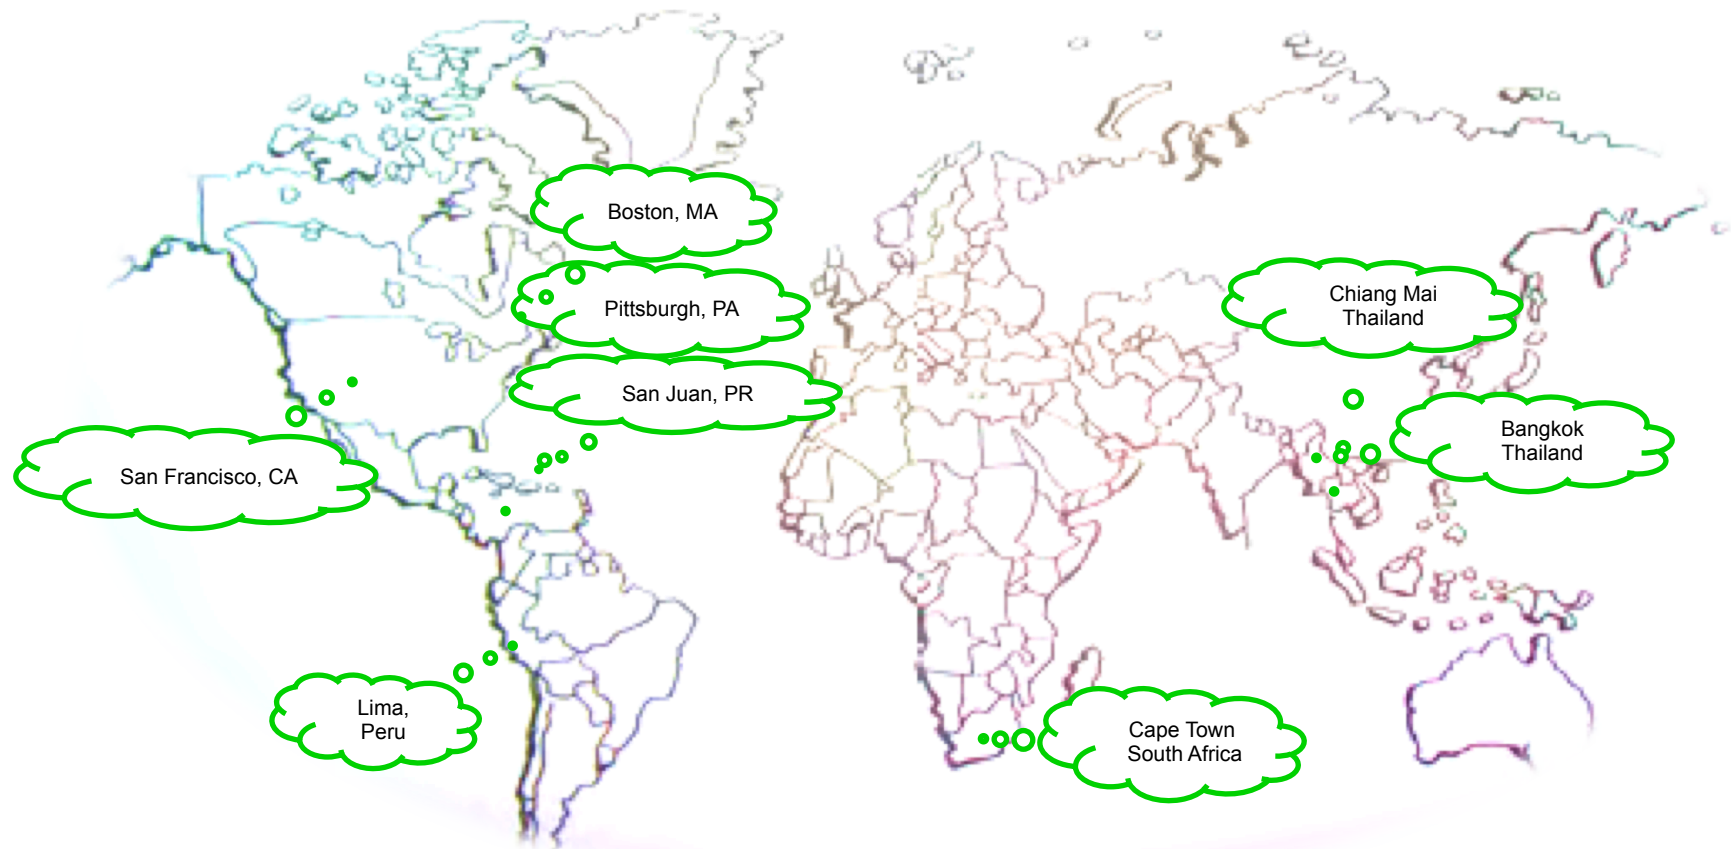 Boston, MA
Pittsburgh, PA
San Juan, PR
San Francisco, CA
Lima,
Peru
Chiang Mai
Thailand
Bangkok
Thailand
Cape Town
South Africa